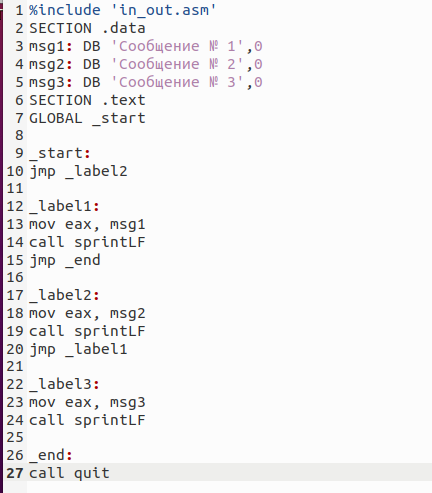 1 %include 'in_out.asm'
2 SECTION .data
3 msg1: DB 'Сообщение № 1',0
4 msg2: DB 'Сообщение № 2',0
5 msg3: DB 'Сообщение № 3',0
6 SECTION .text
7 GLOBAL _start
8
9 _start:
10 jmp _label2
11
12 _label1:
13 mov eax, msg1
14 call sprintLF
15 jmp _end
16
17 _label2:
18 mov eax, msg2
19 call sprintLF
20 jmp _label1
21
22 _label3:
23 mov eax, msg3
24 call sprintLF
25
26 _end:
27 call quit